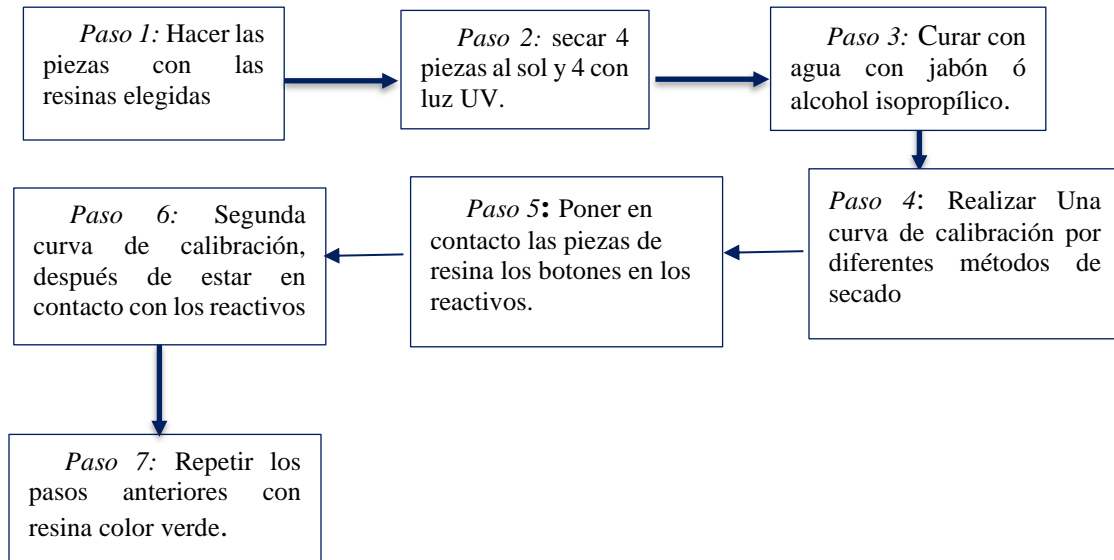 Paso 1: Hacer las
piezas con las
resinas elegidas
Paso 2: secar 4
piezas al sol y 4 con
luz UV.
Paso 3: Curar con
agua con jabón ó
alcohol isopropílico.
Paso 4: Realizar Una
curva de calibración por
diferentes métodos de
secado
Paso 5: Poner en
contacto las piezas de
resina los botones en los
reactivos.
Paso 6: Segunda
curva de calibración,
después de estar en
contacto con los reactivos
Paso 7: Repetir los
pasos anteriores con
resina color verde.